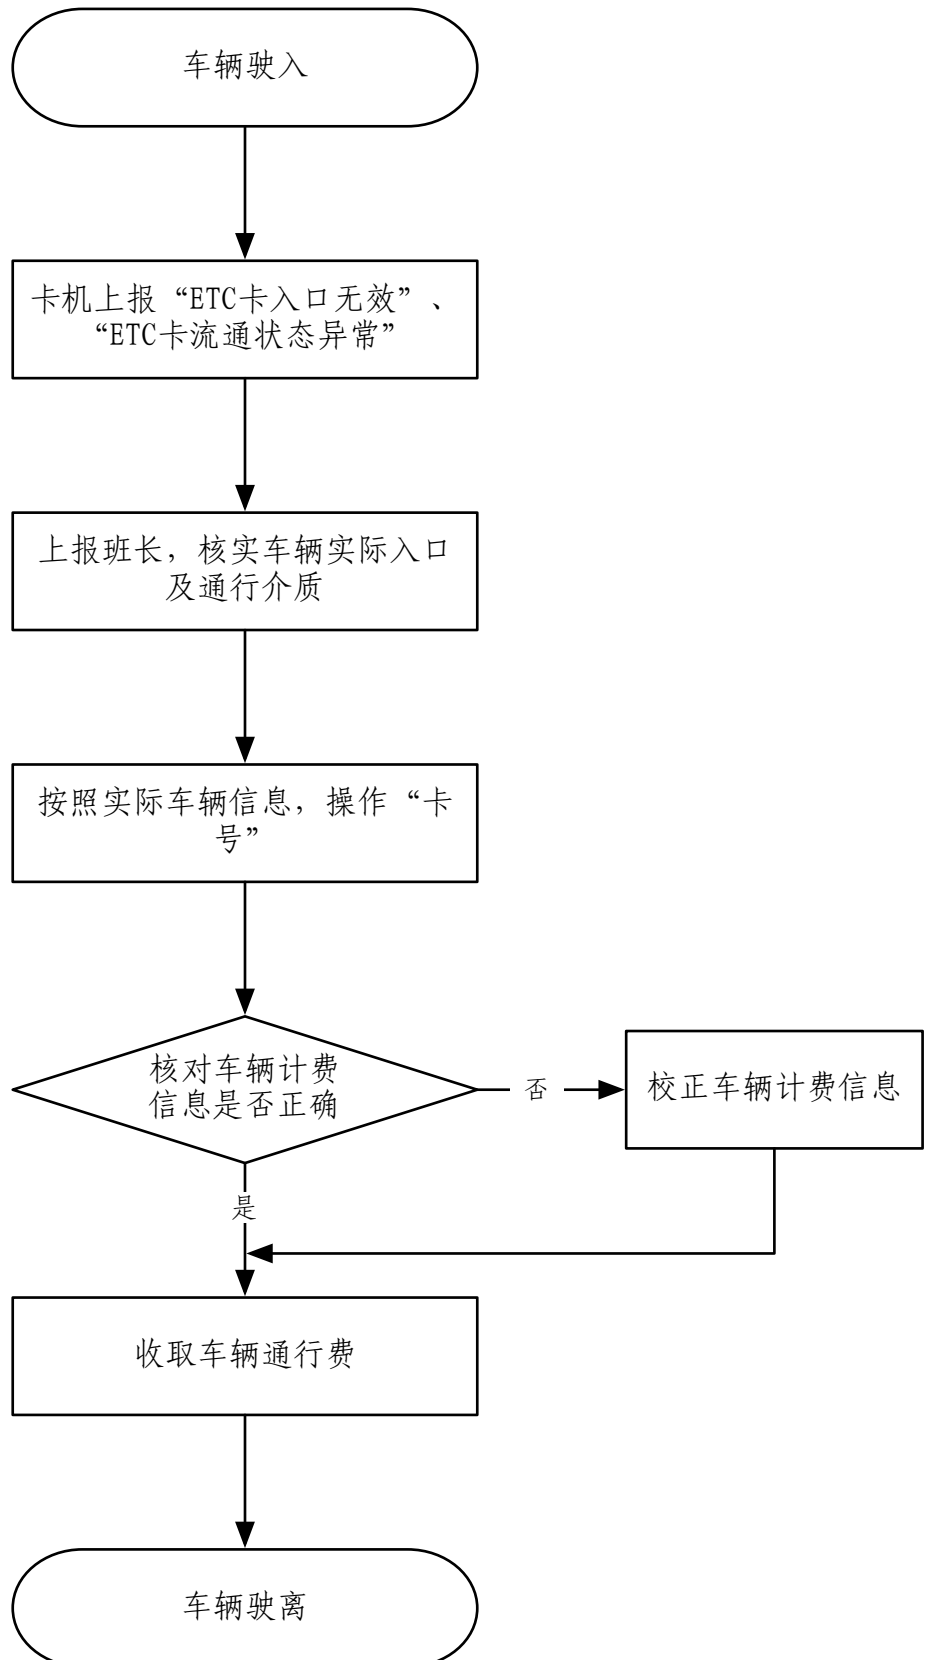 车辆驶入
卡机上报“ETC卡入口无效”、
“ETC卡流通状态异常”
上报班长，核实车辆实际入口
及通行介质
按照实际车辆信息，操作“卡
号”
核对车辆计费
信息是否正确
否
校正车辆计费信息
是
收取车辆通行费
车辆驶离